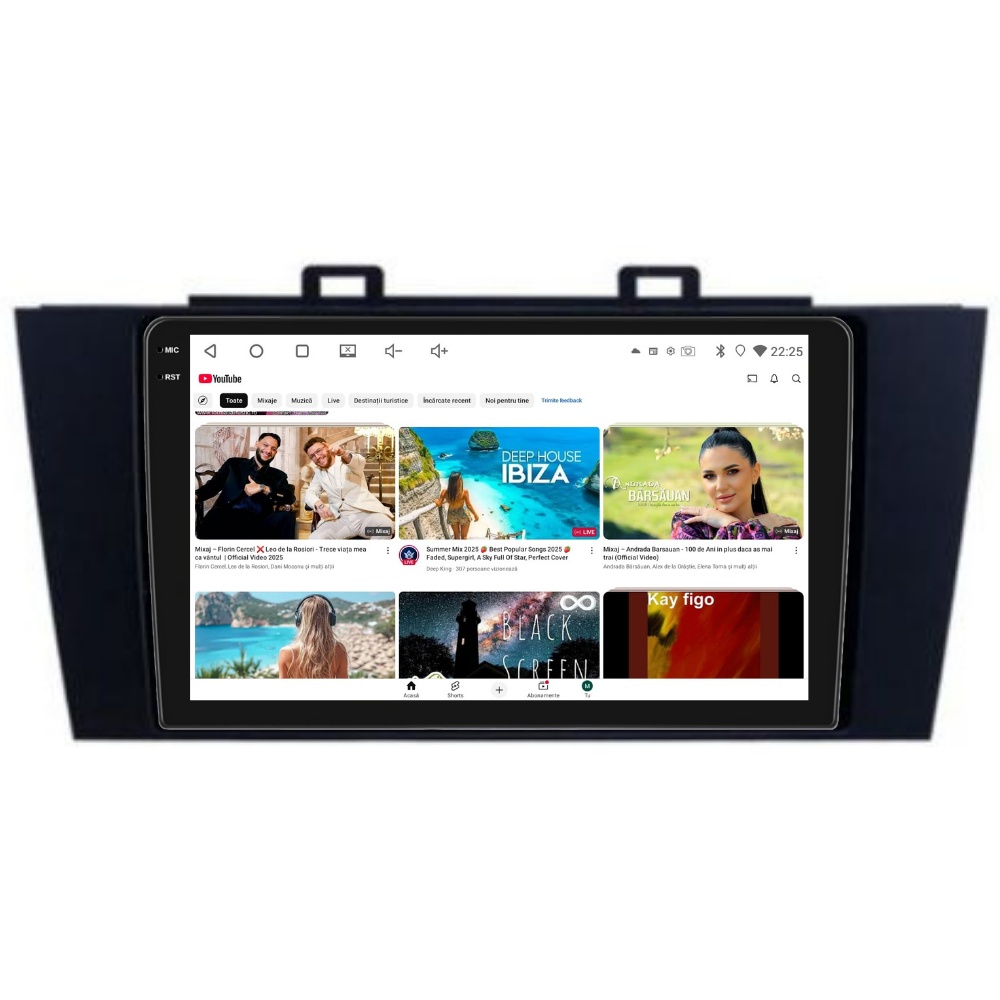 MIC
22:25
RST
YouTube
Toate
Mixaje
Muzică
Live
Destinații turistice
Încărcate recent
Noi pentru tine
Trimite feedback
DEEP HOUSE
IBIZA
ANDRADA
BÂRSĂUAN
Mixaj
LIVE
Mixaj
Mixaj – Florin Cercel ❌ Leo de la Rosiori - Trece viața mea
ca vântul | Official Video 2025
Florin Cercel, Leo de la Rosiori, Dani Mocanu și mulți alții
LIVE
Summer Mix 2025 🍓 Best Popular Songs 2025 🍓
Faded, Supergirl, A Sky Full Of Star, Perfect Cover
Deep King · 307 persoane vizionează
Mixaj – Andrada Barsauan - 100 de Ani in plus daca as mai
trai (Official Video)
Andrada Bârsăuan, Alex de la Orăștie, Elena Toma și mulți alții
BLACK
SCREEN
Kay figo
Acasă
Shorts
Abonamente
M
Tu